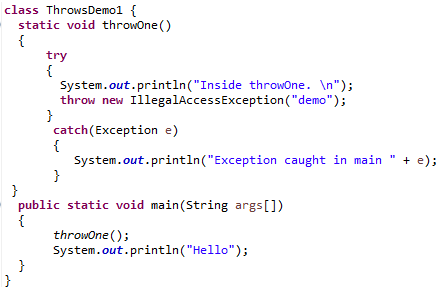 class ThrowsDemo1 {
static void throwOne()
{
try
{
System.out.println("Inside throwOne. \n");
throw new IllegalAccessException("demo");
}
catch(Exception e)
{
System.out.println("Exception caught in main " + e);
}
}
public static void main(String args[])
{
throwOne();
System.out.println("Hello");
}
}